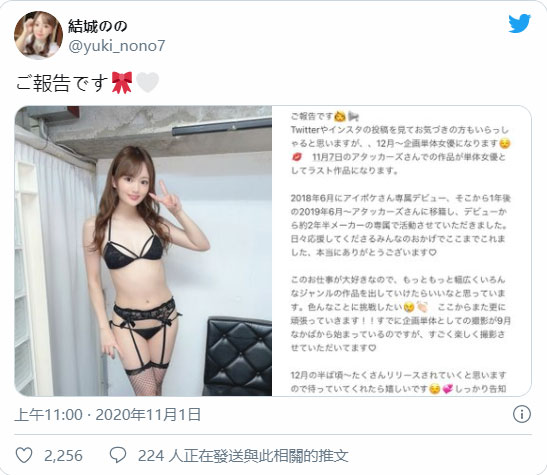 結城のの
@yuki_nono7
ご報告です🎀🤍
ご報告です🙆📢
Twitterやインスタの投稿を見てお気づきの方もいらっし
ゃると思いますが、、12月〜企画単体女優になります😌
💋　11月7日のアタッカーズさんでの作品が単体女優とし
てラスト作品になります。
2018年6月にアイポケさん専属デビュー、そこから1年後
の2019年6月〜アタッカーズさんに移籍し、デビューから
約2年半メーカーの専属で活動させていただきました。
日々応援してくださるみんなのおかげでここまでこれま
した、本当にありがとうございます♡
このお仕事が大好きなので、もっともっと幅広くいろん
なジャンルの作品を出していけたらいいなと思っていま
す。色んなことに挑戦したい😉👏🏻 ここからまた更に
頑張っていきます！！すでに企画単体としての撮影が9月
なかばから始まっているのですが、すごく楽しく撮影さ
せていただいてます♡
12月の半ば頃〜たくさんリリースされていくと思います
ので待っていてくれたら嬉しいです😌💞しっかり告知
上午11:00 · 2020年11月1日
2,256
224 人正在發送與此相關的推文